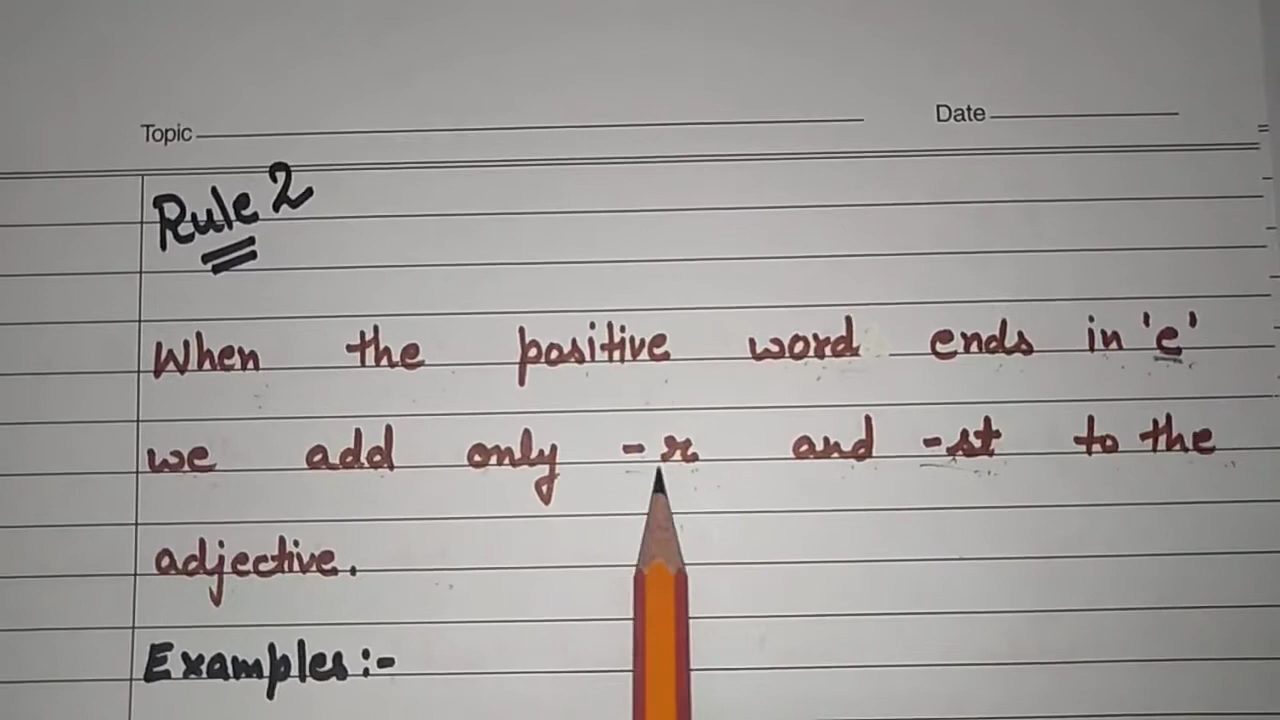 Topic
Date
Rule 2
When the positive word ends in 'e'
we add only -r and -st to the
adjective.
Examples:-